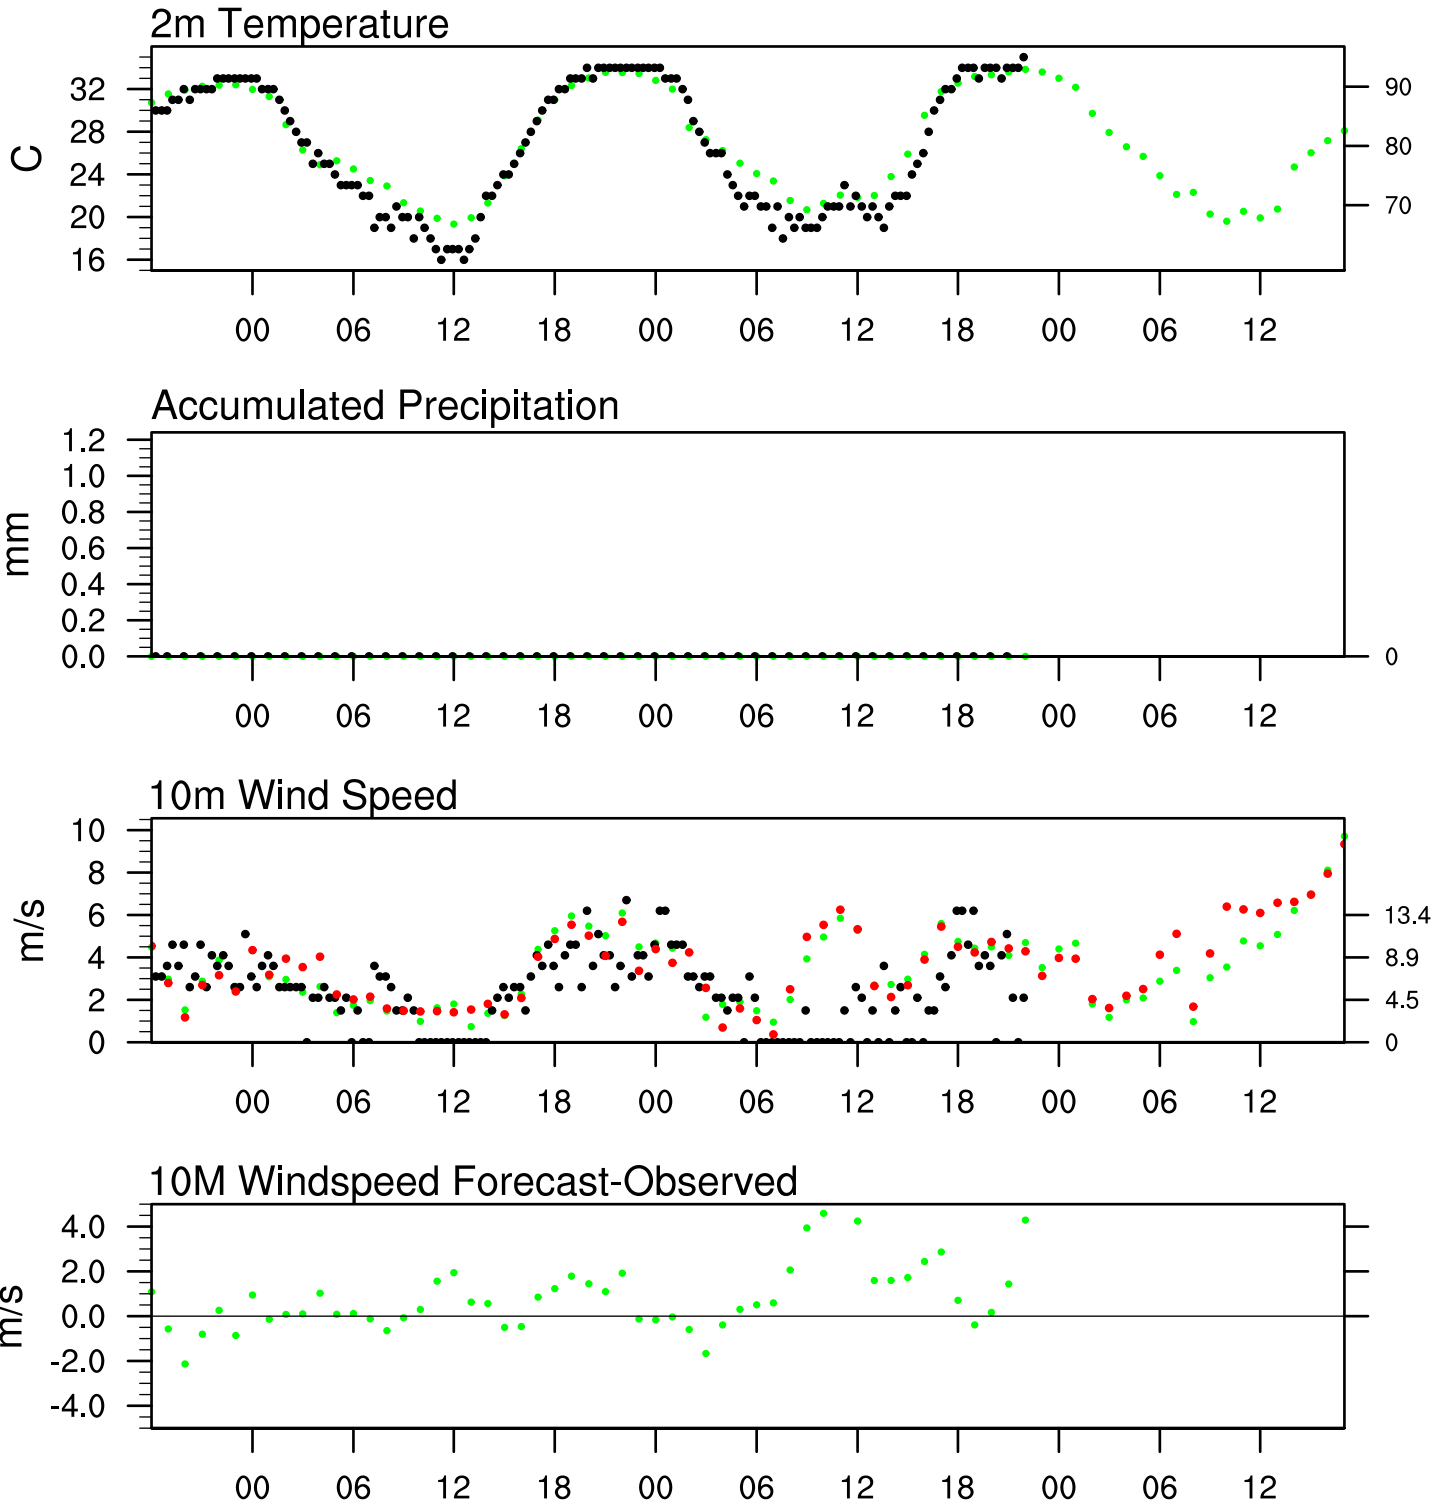 2m Temperature
C
32
28
24
20
16
90
80
70
00 06 12 18 00 06 12 18 00 06 12
Accumulated Precipitation
mm
1.2
1.0
0.8
0.6
0.4
0.2
0.0
0
00 06 12 18 00 06 12 18 00 06 12
10m Wind Speed
m/s
10
8
6
4
2
0
13.4
8.9
4.5
0
00 06 12 18 00 06 12 18 00 06 12
10M Windspeed Forecast-Observed
m/s
4.0
2.0
0.0
-2.0
-4.0
00 06 12 18 00 06 12 18 00 06 12